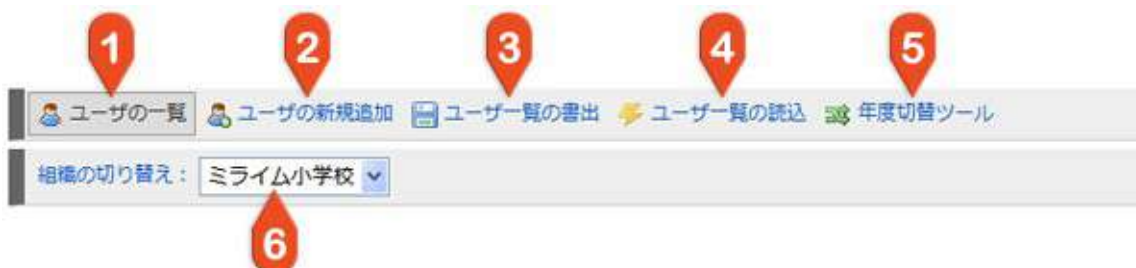 1 2 3 4 5
ユーザの一覧 ユーザの新規追加 ユーザ一覧の書出 ユーザ一覧の読込 年度切替ツール
組織の切り替え： ミライム小学校
6